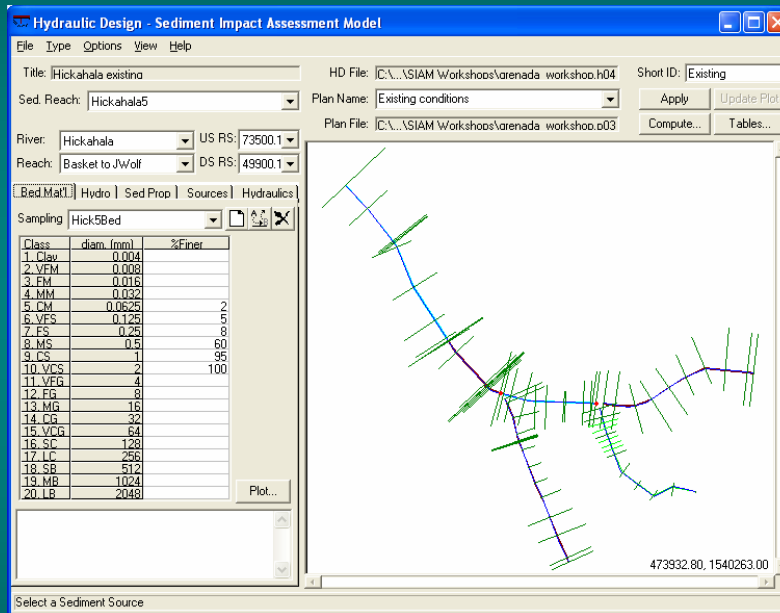 Hydraulic Design - Sediment Impact Assessment Model
File Type Options View Help
Title: Hickahala existing HD File: C:\...\SIAM Workshops\grenada_workshop.h04 Short ID: Existing
Sed. Reach: Hickahala5 Plan Name: Existing conditions Apply Update Plot
Plan File: C:\...\SIAM Workshops\grenada_workshop.p03 Compute... Tables...
River: Hickahala US RS: 73500.1
Reach: Basket to JWolf DS RS: 49900.1
Bed Mat'l Hydro Sed Prop Sources Hydraulics
Sampling Hick5Bed
Class diam. (mm) %Finer
1. Clay 0.004
2. VFM 0.008
3. FM 0.016
4. MM 0.032
5. CM 0.0625 2
6. VFS 0.125 5
7. FS 0.25 8
8. MS 0.5 60
9. CS 1 95
10. VCS 2 100
11. VFG 4
12. FG 8
13. MG 16
14. CG 32
15. VCG 64
16. SC 128
17. LC 256
18. SB 512
19. MB 1024
20. LB 2048
Plot...
473932.80, 1540263.00
Select a Sediment Source